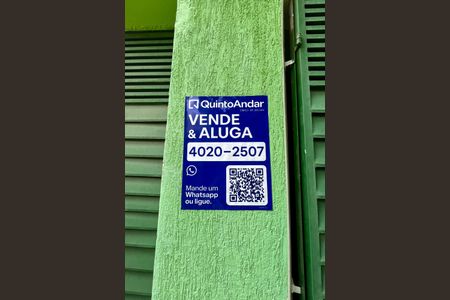 QuintoAndar
VENDE
& ALUGA
4020-2507
Mande um
Whatsapp
ou ligue.